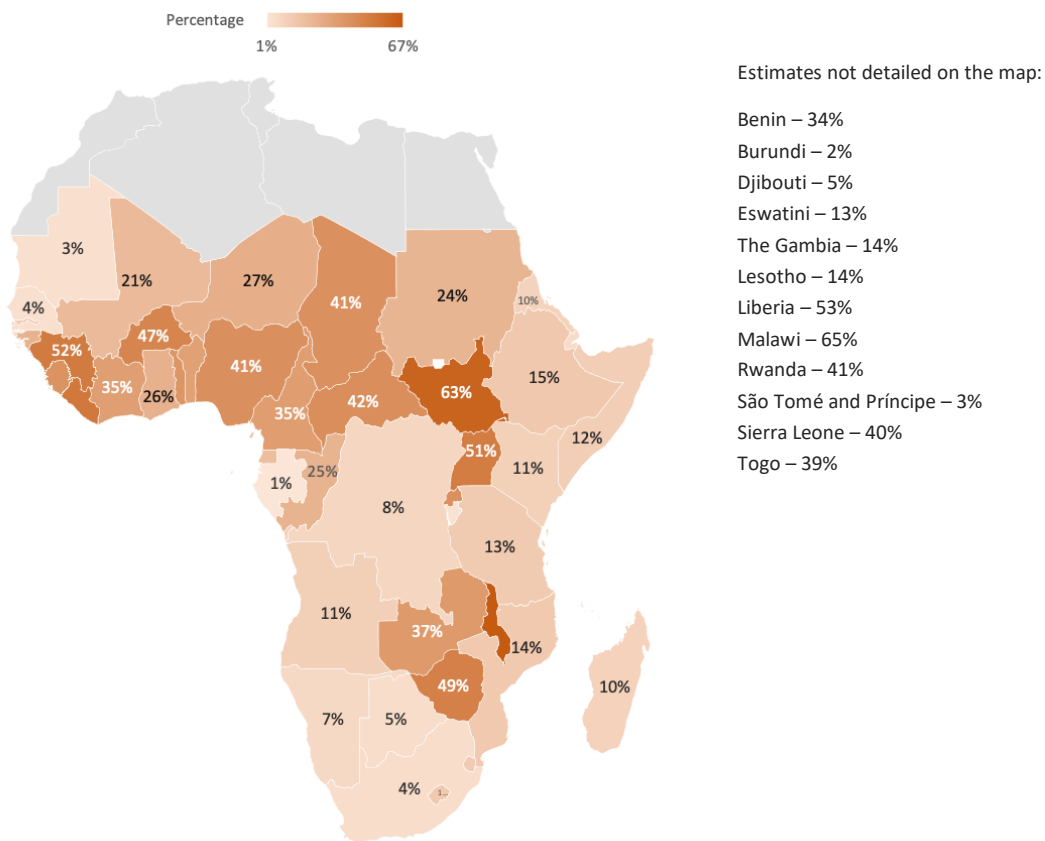 Percentage
1% 67%
Estimates not detailed on the map:
Benin – 34%
Burundi – 2%
Djibouti – 5%
Eswatini – 13%
The Gambia – 14%
Lesotho – 14%
Liberia – 53%
Malawi – 65%
Rwanda – 41%
São Tomé and Príncipe – 3%
Sierra Leone – 40%
Togo – 39%
3%
21%
27%
41%
24%
10%
4%
52%
47%
35%
26%
41%
35%
42%
63%
15%
12%
51%
11%
1%
25%
8%
13%
11%
37%
14%
49%
10%
7%
5%
4%
1...